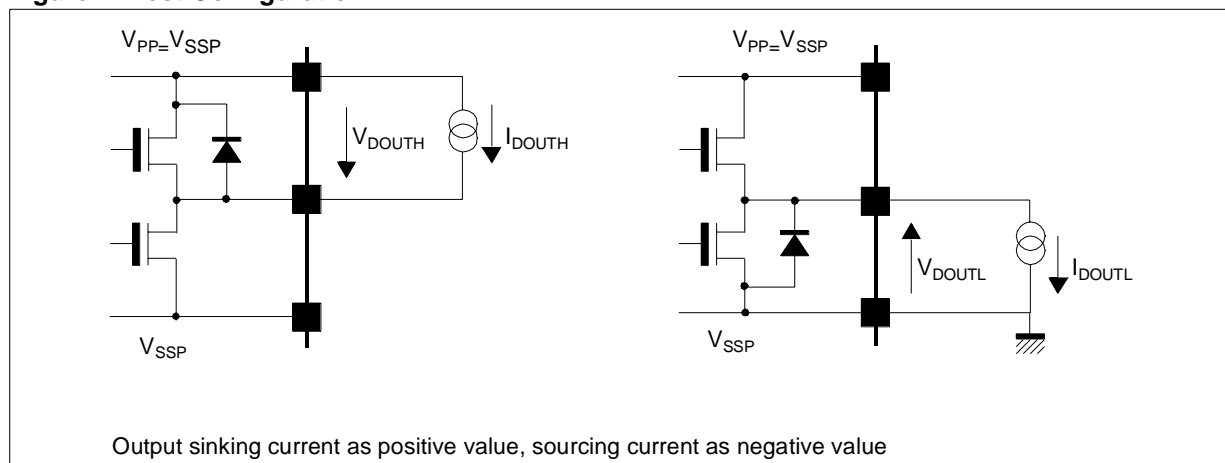 V_PP=V_SSP
V_DOUTH
I_DOUTH
V_SSP
V_PP=V_SSP
V_DOUTL
I_DOUTL
V_SSP
Output sinking current as positive value, sourcing current as negative value